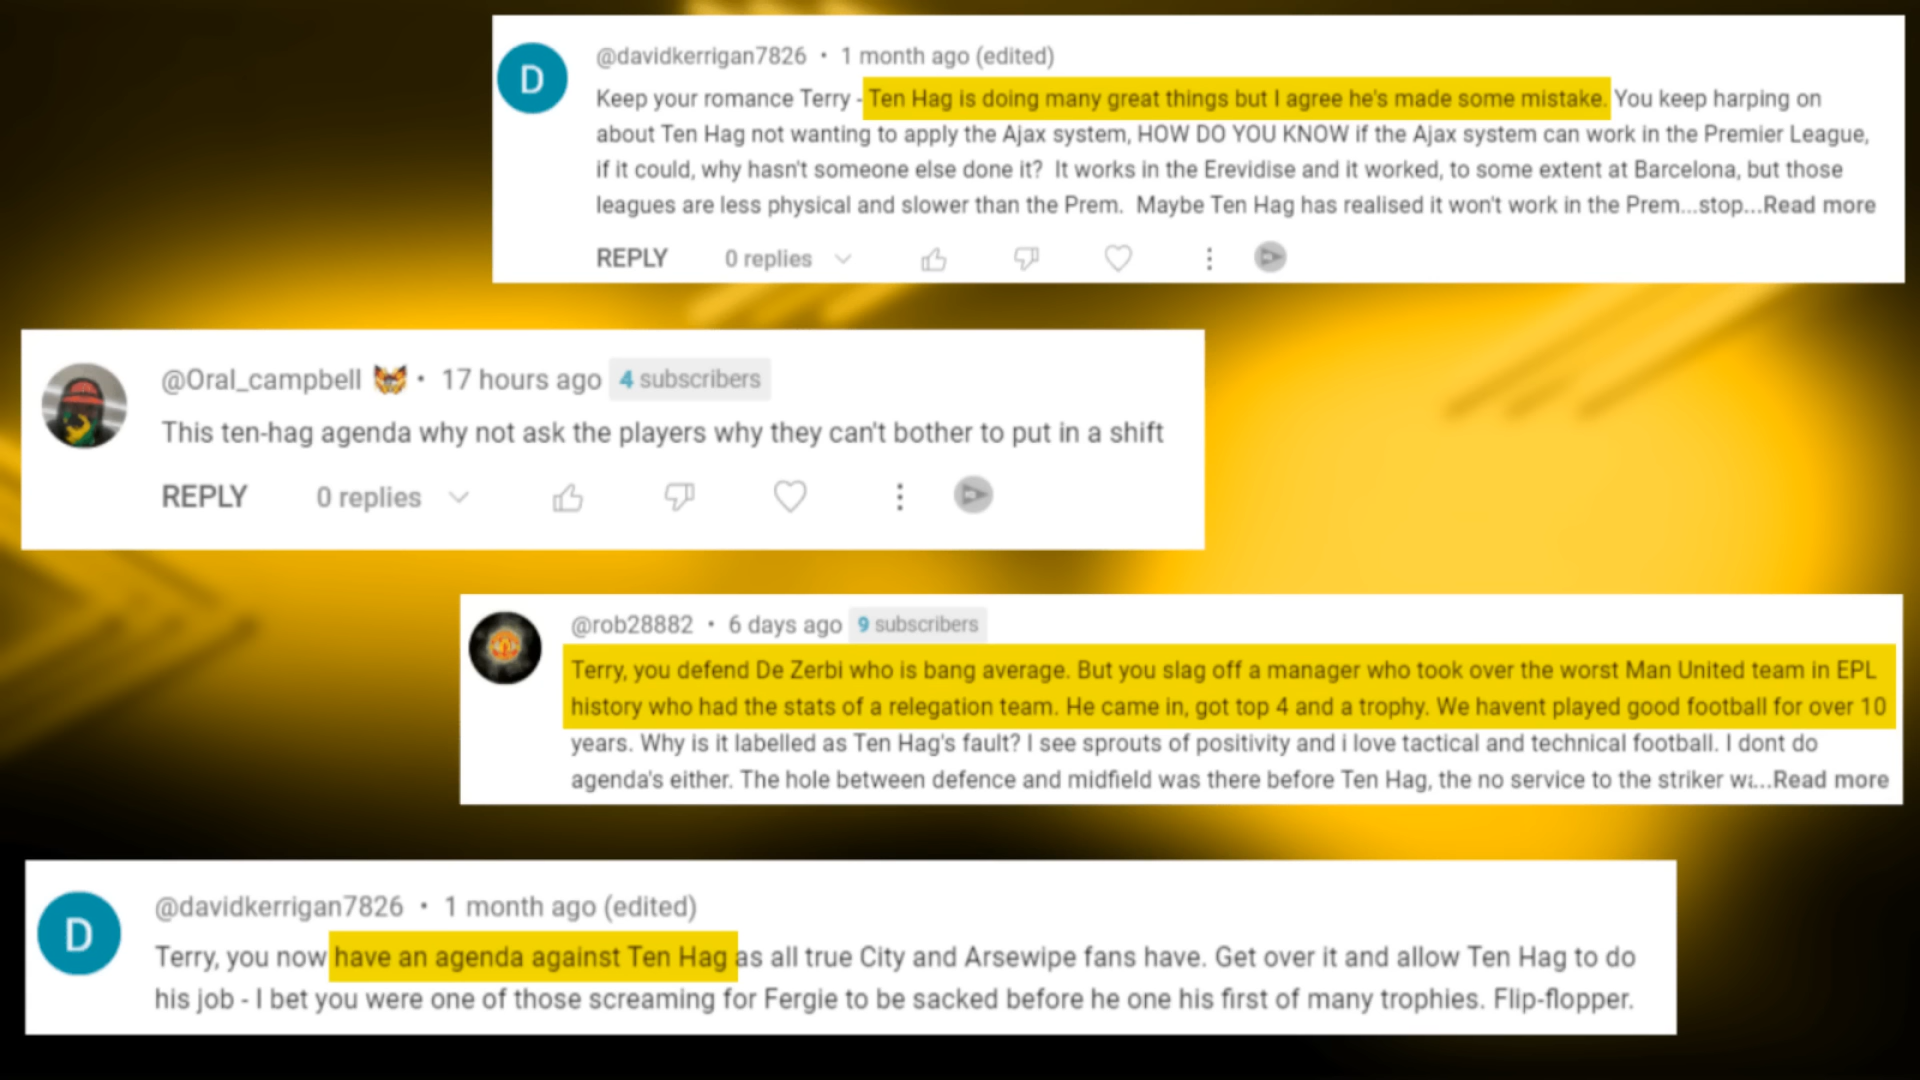 D
@davidkerrigan7826 • 1 month ago (edited)
Keep your romance Terry - Ten Hag is doing many great things but I agree he's made some mistake. You keep harping on
about Ten Hag not wanting to apply the Ajax system, HOW DO YOU KNOW if the Ajax system can work in the Premier League,
if it could, why hasn't someone else done it? It works in the Erevidise and it worked, to some extent at Barcelona, but those
leagues are less physical and slower than the Prem. Maybe Ten Hag has realised it won't work in the Prem...stop...Read more
REPLY 0 replies
@Oral_campbell • 17 hours ago 4 subscribers
This ten-hag agenda why not ask the players why they can't bother to put in a shift
REPLY 0 replies
@rob28882 • 6 days ago 9 subscribers
Terry, you defend De Zerbi who is bang average. But you slag off a manager who took over the worst Man United team in EPL
history who had the stats of a relegation team. He came in, got top 4 and a trophy. We havent played good football for over 10
years. Why is it labelled as Ten Hag's fault? I see sprouts of positivity and i love tactical and technical football. I dont do
agenda's either. The hole between defence and midfield was there before Ten Hag, the no service to the striker w...Read more
D
@davidkerrigan7826 • 1 month ago (edited)
Terry, you now have an agenda against Ten Hag as all true City and Arsewipe fans have. Get over it and allow Ten Hag to do
his job - I bet you were one of those screaming for Fergie to be sacked before he one his first of many trophies. Flip-flopper.